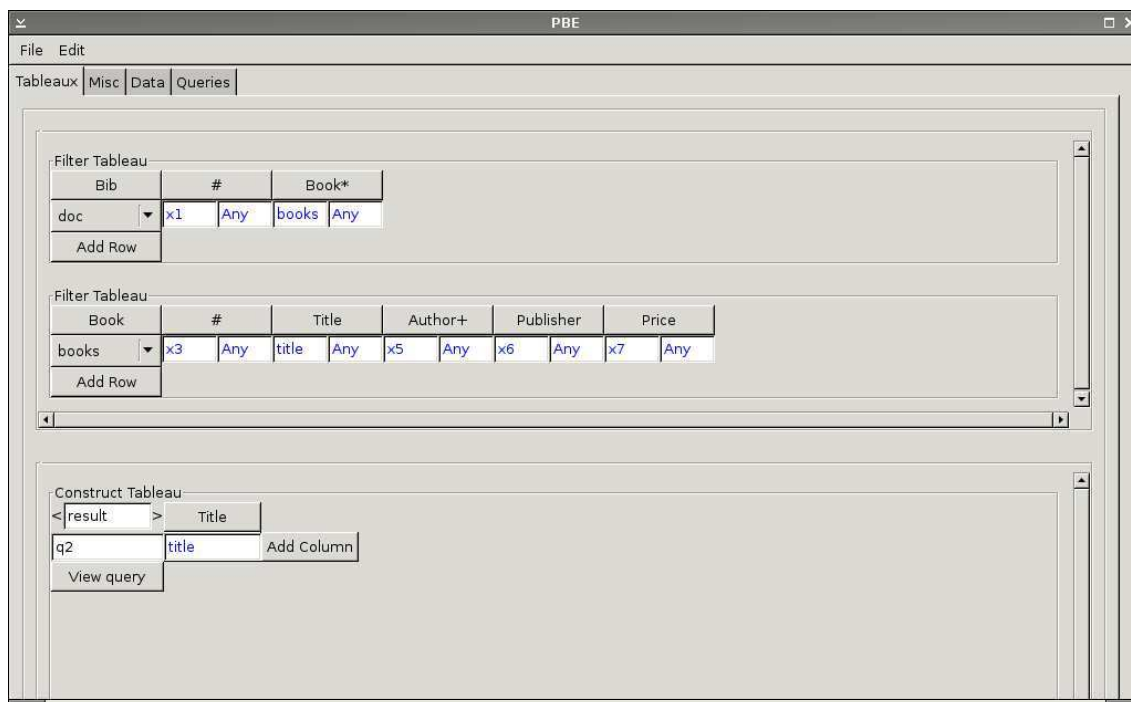 PBE
File Edit
Tableaux Misc Data Queries
Filter Tableau
Bib # Book*
doc x1 Any books Any
Add Row
Filter Tableau
Book # Title Author+ Publisher Price
books x3 Any title Any x5 Any x6 Any x7 Any
Add Row
Construct Tableau
<result> Title
q2 title Add Column
View query